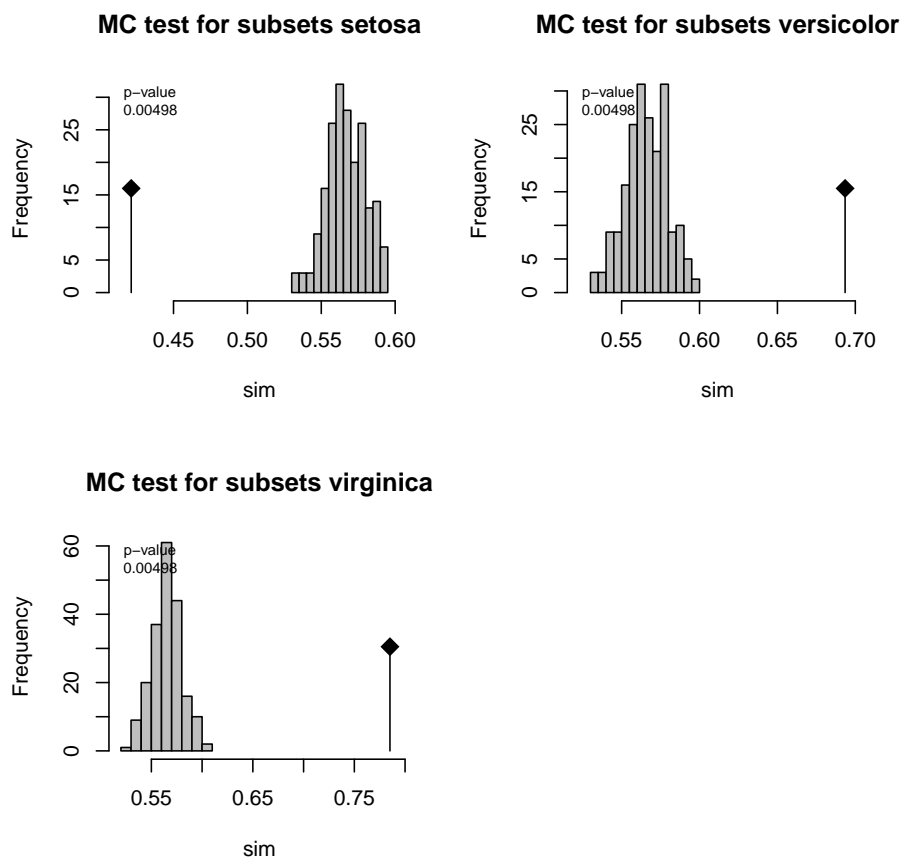 MC test for subsets setosa
p−value
0.00498
Frequency
0
5
15
25
0.45 0.50 0.55 0.60
sim
MC test for subsets versicolor
p−value
0.00498
Frequency
0
5
15
25
0.55 0.60 0.65 0.70
sim
MC test for subsets virginica
p−value
0.00498
Frequency
0
20
40
60
0.55 0.65 0.75
sim